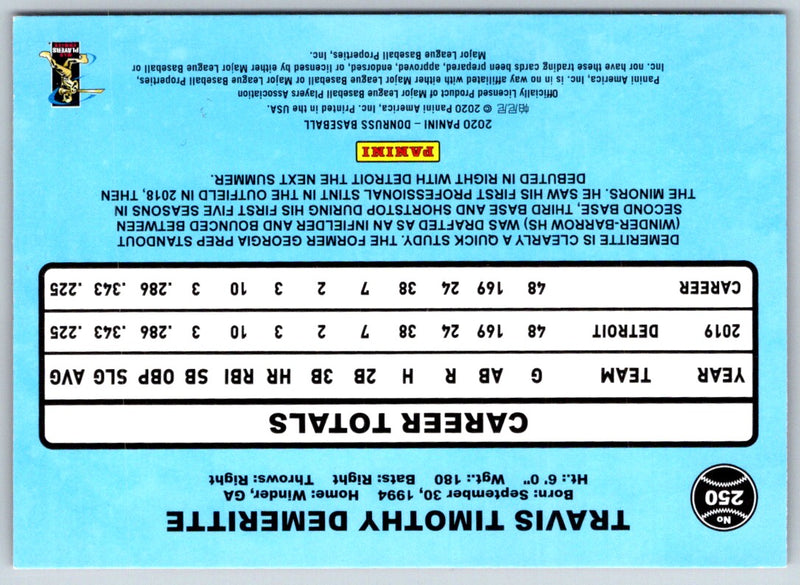 No
250
TRAVIS TIMOTHY DEMERITTE
Born: September 30, 1994 Home: Winder, GA
Ht.: 6' 0" Wgt.: 180 Bats: Right Throws: Right
CAREER TOTALS
YEAR TEAM G AB R H 2B 3B HR RBI SB OBP SLG AVG
2019 DETROIT 48 169 24 38 7 2 3 10 3 .286 .343 .225
CAREER 48 169 24 38 7 2 3 10 3 .286 .343 .225
DEMERITTE IS CLEARLY A QUICK STUDY. THE FORMER GEORGIA PREP STANDOUT
(WINDER-BARROW HS) WAS DRAFTED AS AN INFIELDER AND BOUNCED BETWEEN
SECOND BASE, THIRD BASE AND SHORTSTOP DURING HIS FIRST FIVE SEASONS IN
THE MINORS. HE SAW HIS FIRST PROFESSIONAL STINT IN THE OUTFIELD IN 2018, THEN
DEBUTED IN RIGHT WITH DETROIT THE NEXT SUMMER.
PANINI
2020 PANINI – DONRUSS BASEBALL
帕尼尼 © 2020 Panini America, Inc. Printed in the USA.
Officially Licensed Product of Major League Baseball Players Association
Panini America, Inc. is in no way affiliated with either Major League Baseball or Major League Baseball Properties,
Inc. nor have these trading cards been prepared, approved, endorsed, or licensed by either Major League Baseball or
Major League Baseball Properties, Inc.
PLAYERS